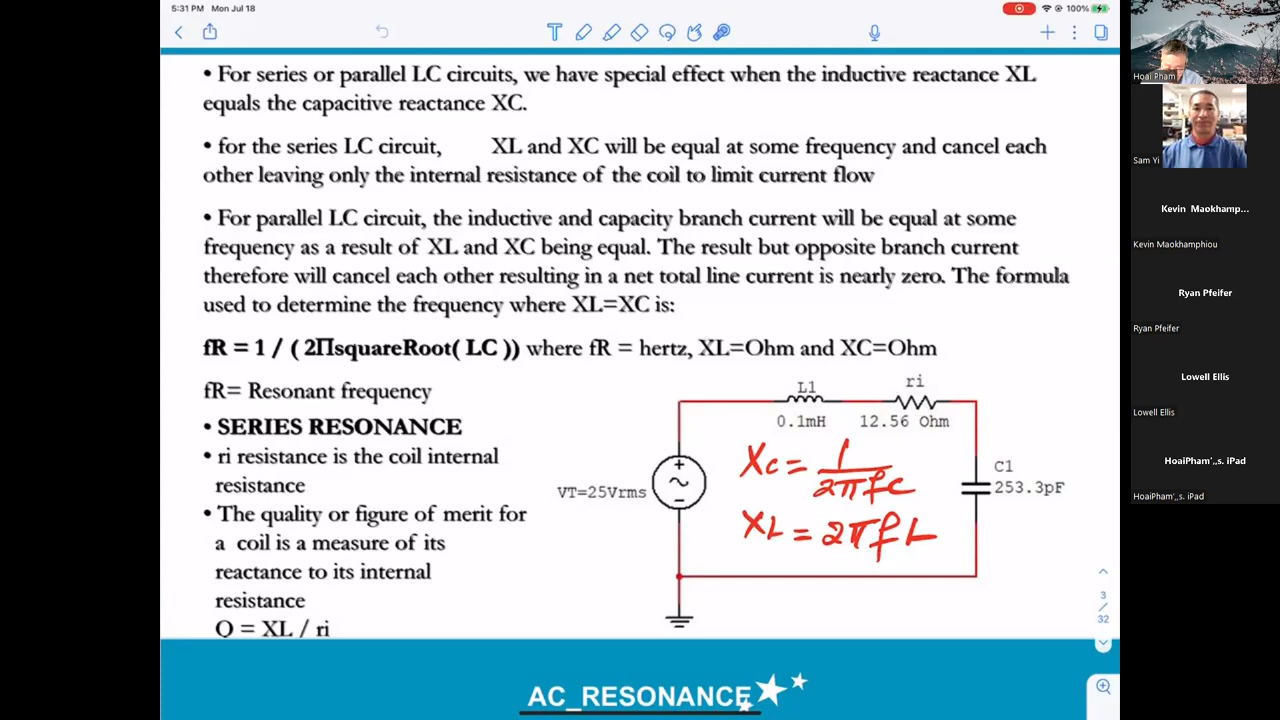 5:31 PM Mon Jul 18
100%
• For series or parallel LC circuits, we have special effect when the inductive reactance XL
equals the capacitive reactance XC.
• for the series LC circuit, XL and XC will be equal at some frequency and cancel each
other leaving only the internal resistance of the coil to limit current flow
• For parallel LC circuit, the inductive and capacity branch current will be equal at some
frequency as a result of XL and XC being equal. The result but opposite branch current
therefore will cancel each other resulting in a net total line current is nearly zero. The formula
used to determine the frequency where XL=XC is:
fR = 1 / ( 2ΠsquareRoot( LC )) where fR = hertz, XL=Ohm and XC=Ohm
fR= Resonant frequency
• SERIES RESONANCE
• ri resistance is the coil internal
resistance
• The quality or figure of merit for
a coil is a measure of its
reactance to its internal
resistance
Q = XL / ri
L1
0.1mH
ri
12.56 Ohm
VT=25Vrms
C1
253.3pF
XC = 1 / 2πfC
XL = 2πfL
3
/
32
AC_RESONANCE
Hoai Pham
Sam Yi
Kevin Maokhamp...
Kevin Maokhamphiou
Ryan Pfeifer
Ryan Pfeifer
Lowell Ellis
Lowell Ellis
HoaiPham',,s. iPad
HoaiPham',,s. iPad